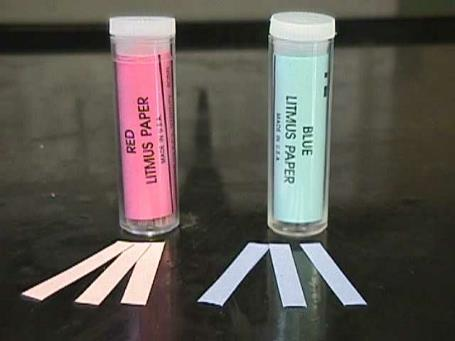 RED
LITMUS PAPER
MADE IN U.S.A.
BLUE
LITMUS PAPER
MADE IN U.S.A.